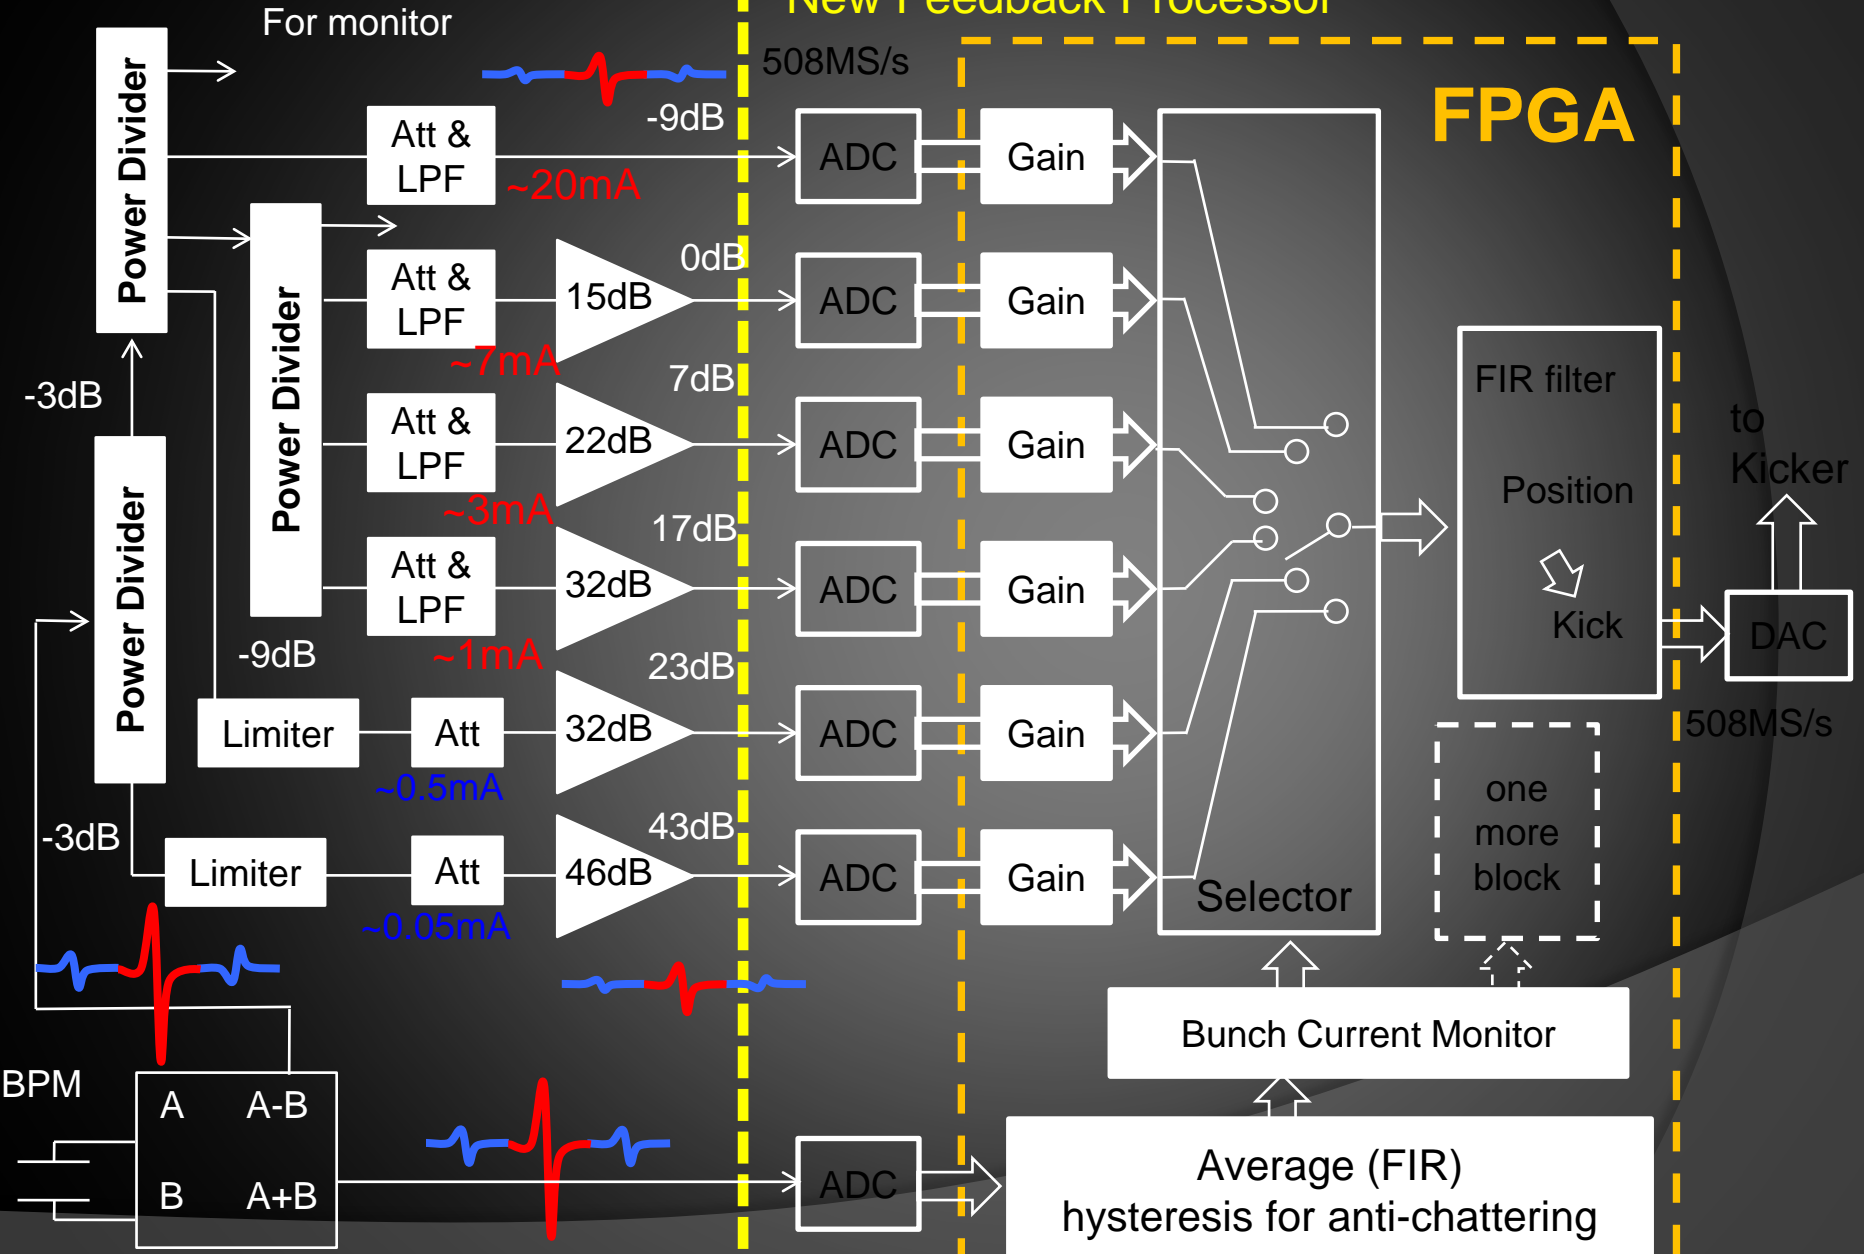 New Feedback Processor
For monitor
508MS/s
FPGA
Power Divider
-9dB
Att &
LPF
~20mA
ADC
Gain
Power Divider
0dB
Att &
LPF
15dB
~7mA
ADC
Gain
7dB
Att &
LPF
22dB
~3mA
ADC
Gain
17dB
Att &
LPF
32dB
~1mA
ADC
Gain
-3dB
-9dB
Power Divider
23dB
Limiter
Att
32dB
~0.5mA
ADC
Gain
-3dB
43dB
Limiter
Att
46dB
~0.05mA
ADC
Gain
Selector
FIR filter
Position
Kick
to
Kicker
DAC
508MS/s
one
more
block
Bunch Current Monitor
BPM
A
A-B
B
A+B
ADC
Average (FIR)
hysteresis for anti-chattering